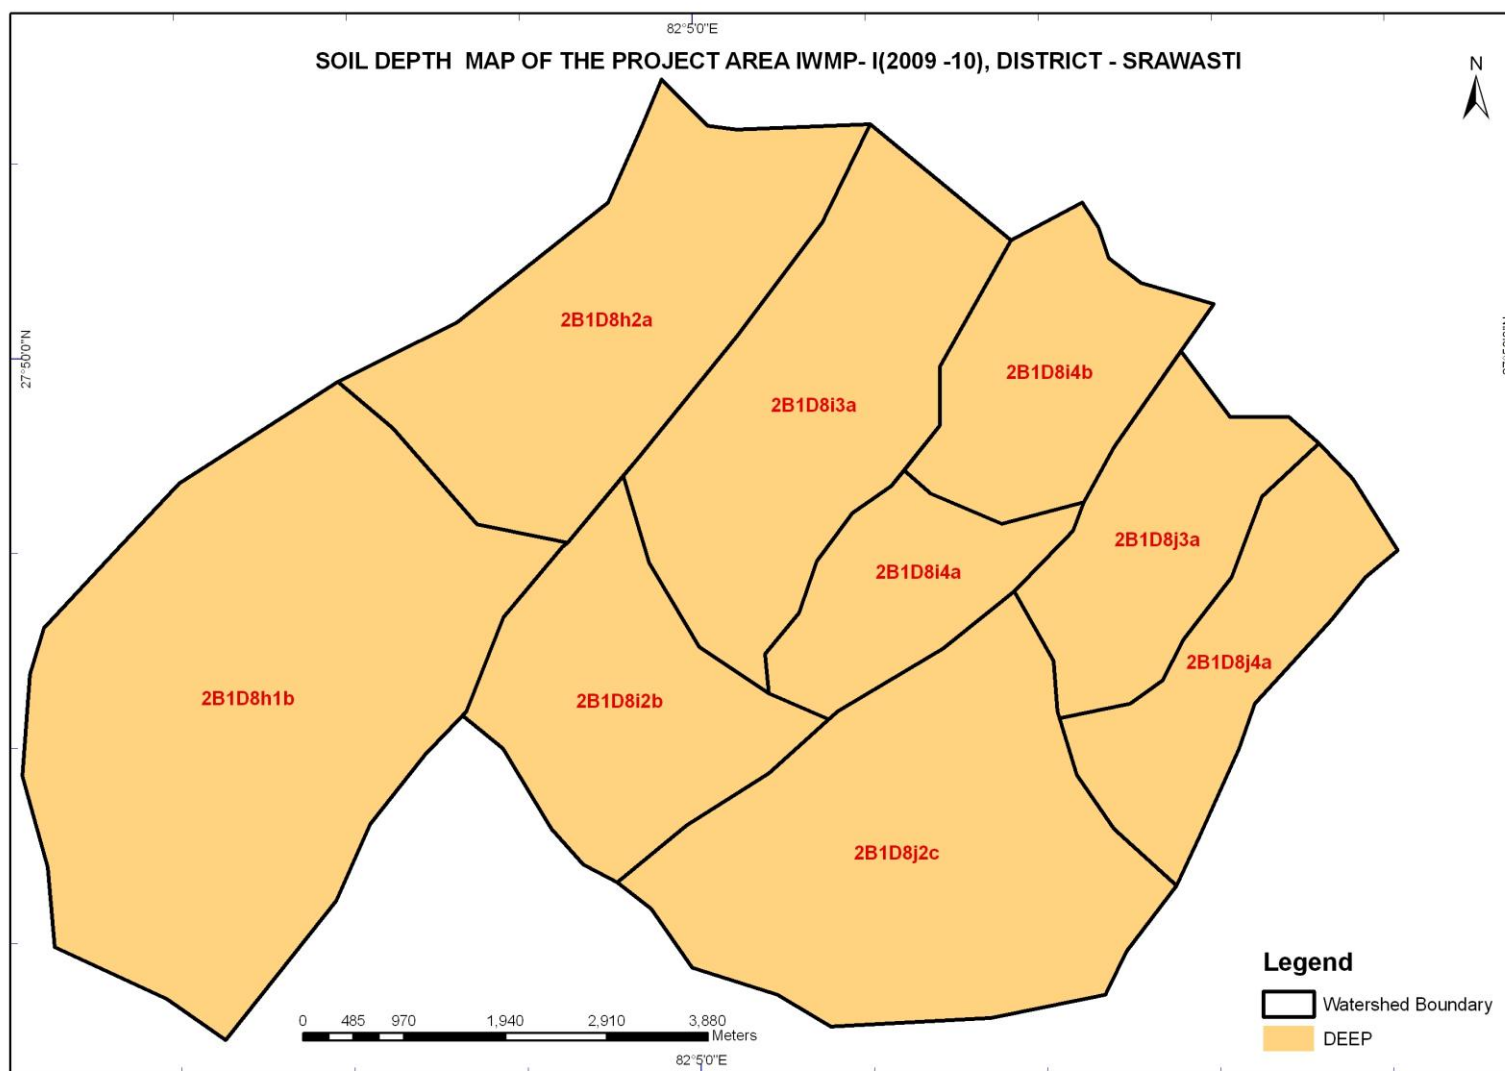 82°5'0"E
SOIL DEPTH MAP OF THE PROJECT AREA IWMP- I(2009 -10), DISTRICT - SRAWASTI
N
27°50'0"N
2B1D8h2a
2B1D8i4b
2B1D8i3a
2B1D8j3a
2B1D8i4a
2B1D8j4a
2B1D8h1b
2B1D8i2b
2B1D8j2c
Legend
Watershed Boundary
DEEP
0 485 970 1,940 2,910 3,880
Meters
82°5'0"E